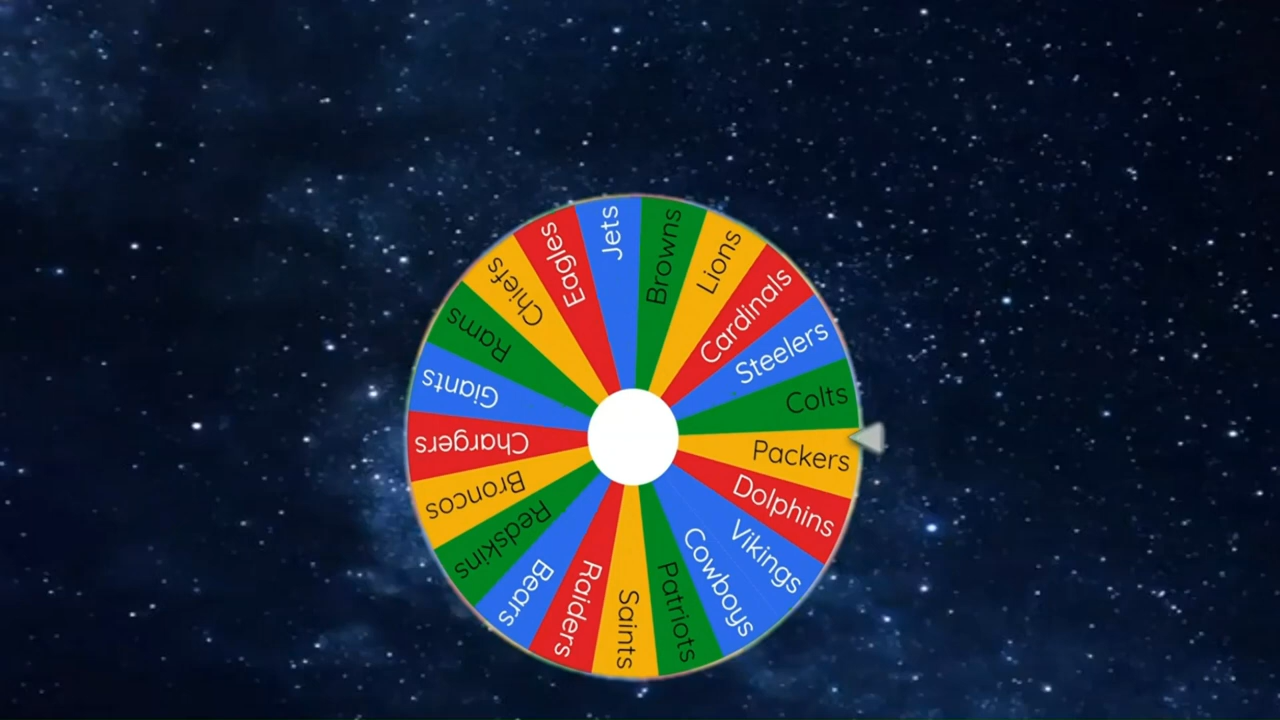 Jets
Browns
Lions
Cardinals
Steelers
Colts
Packers
Dolphins
Vikings
Cowboys
Patriots
Saints
Raiders
Bears
Redskins
Broncos
Chargers
Giants
Rams
Chiefs
Eagles